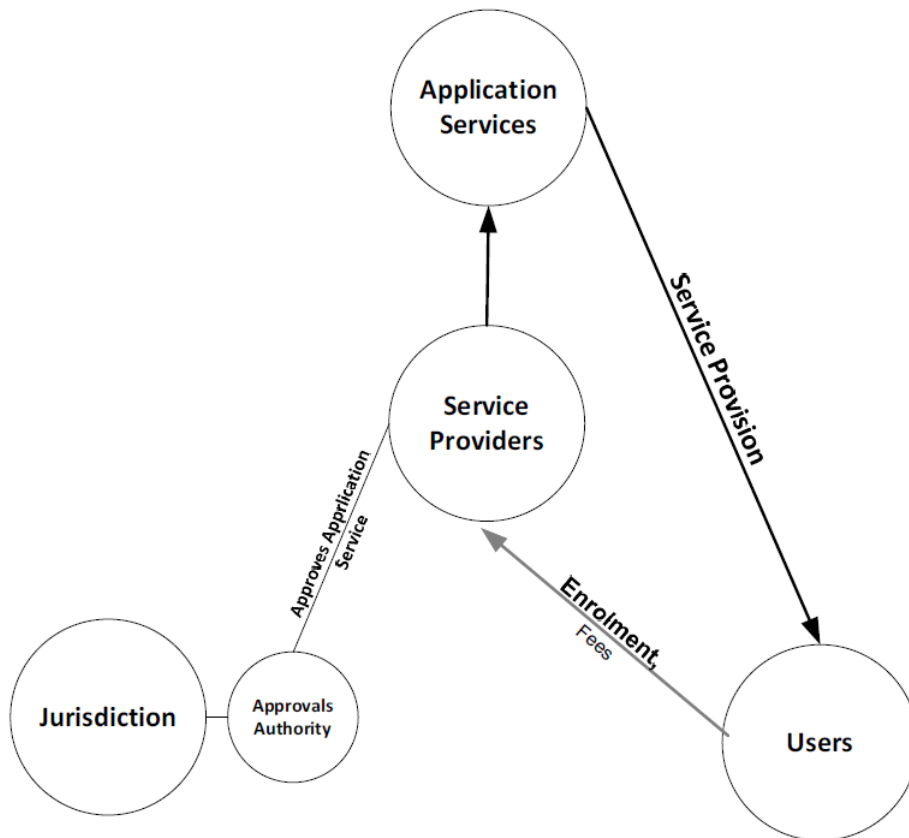 Application
Services
Service Provision
Service
Providers
Approves Application
Service
Enrolment,
Fees
Jurisdiction
Approvals
Authority
Users